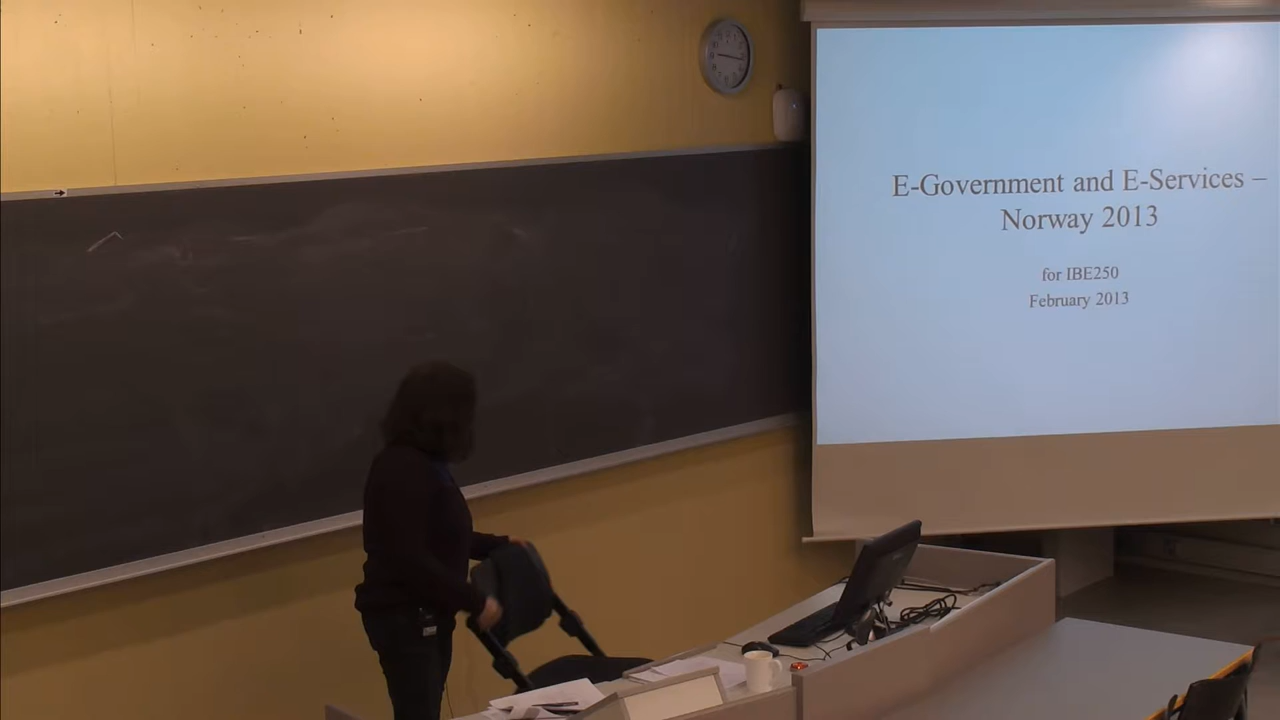 E-Government and E-Services –
Norway 2013
for IBE250
February 2013